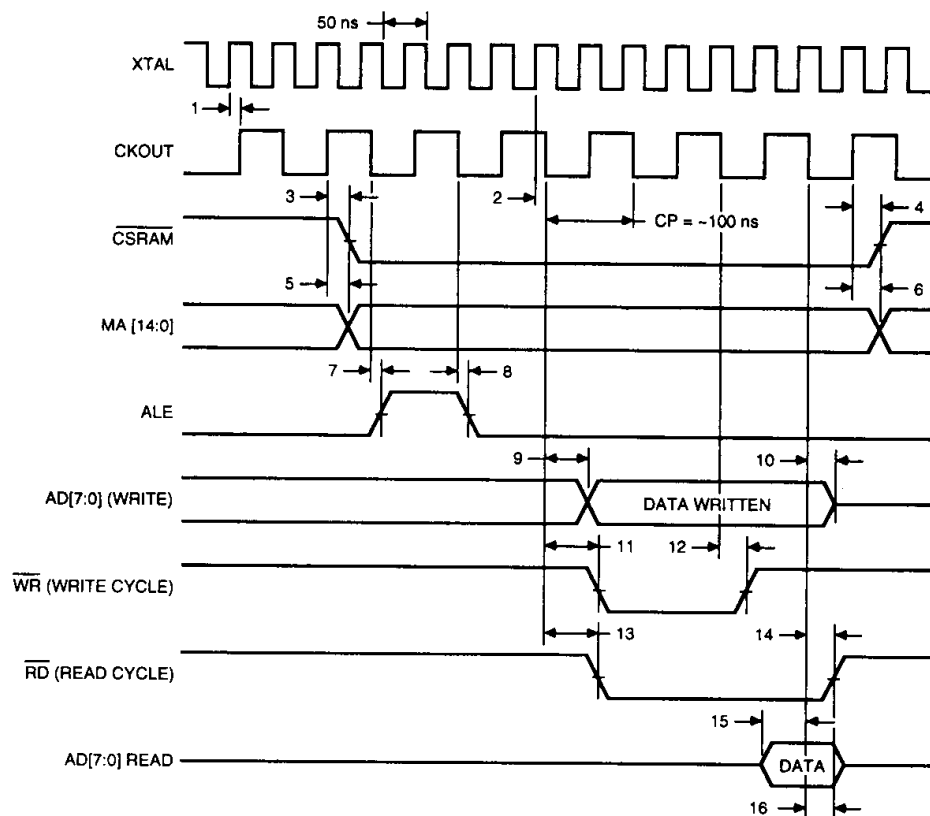 50 ns
XTAL
1
CKOUT
3
2
CP = ~100 ns
4
CSRAM
5
6
MA [14:0]
7
8
ALE
9
10
AD[7:0] (WRITE)
DATA WRITTEN
11
12
WR (WRITE CYCLE)
13
14
RD (READ CYCLE)
15
AD[7:0] READ
DATA
16